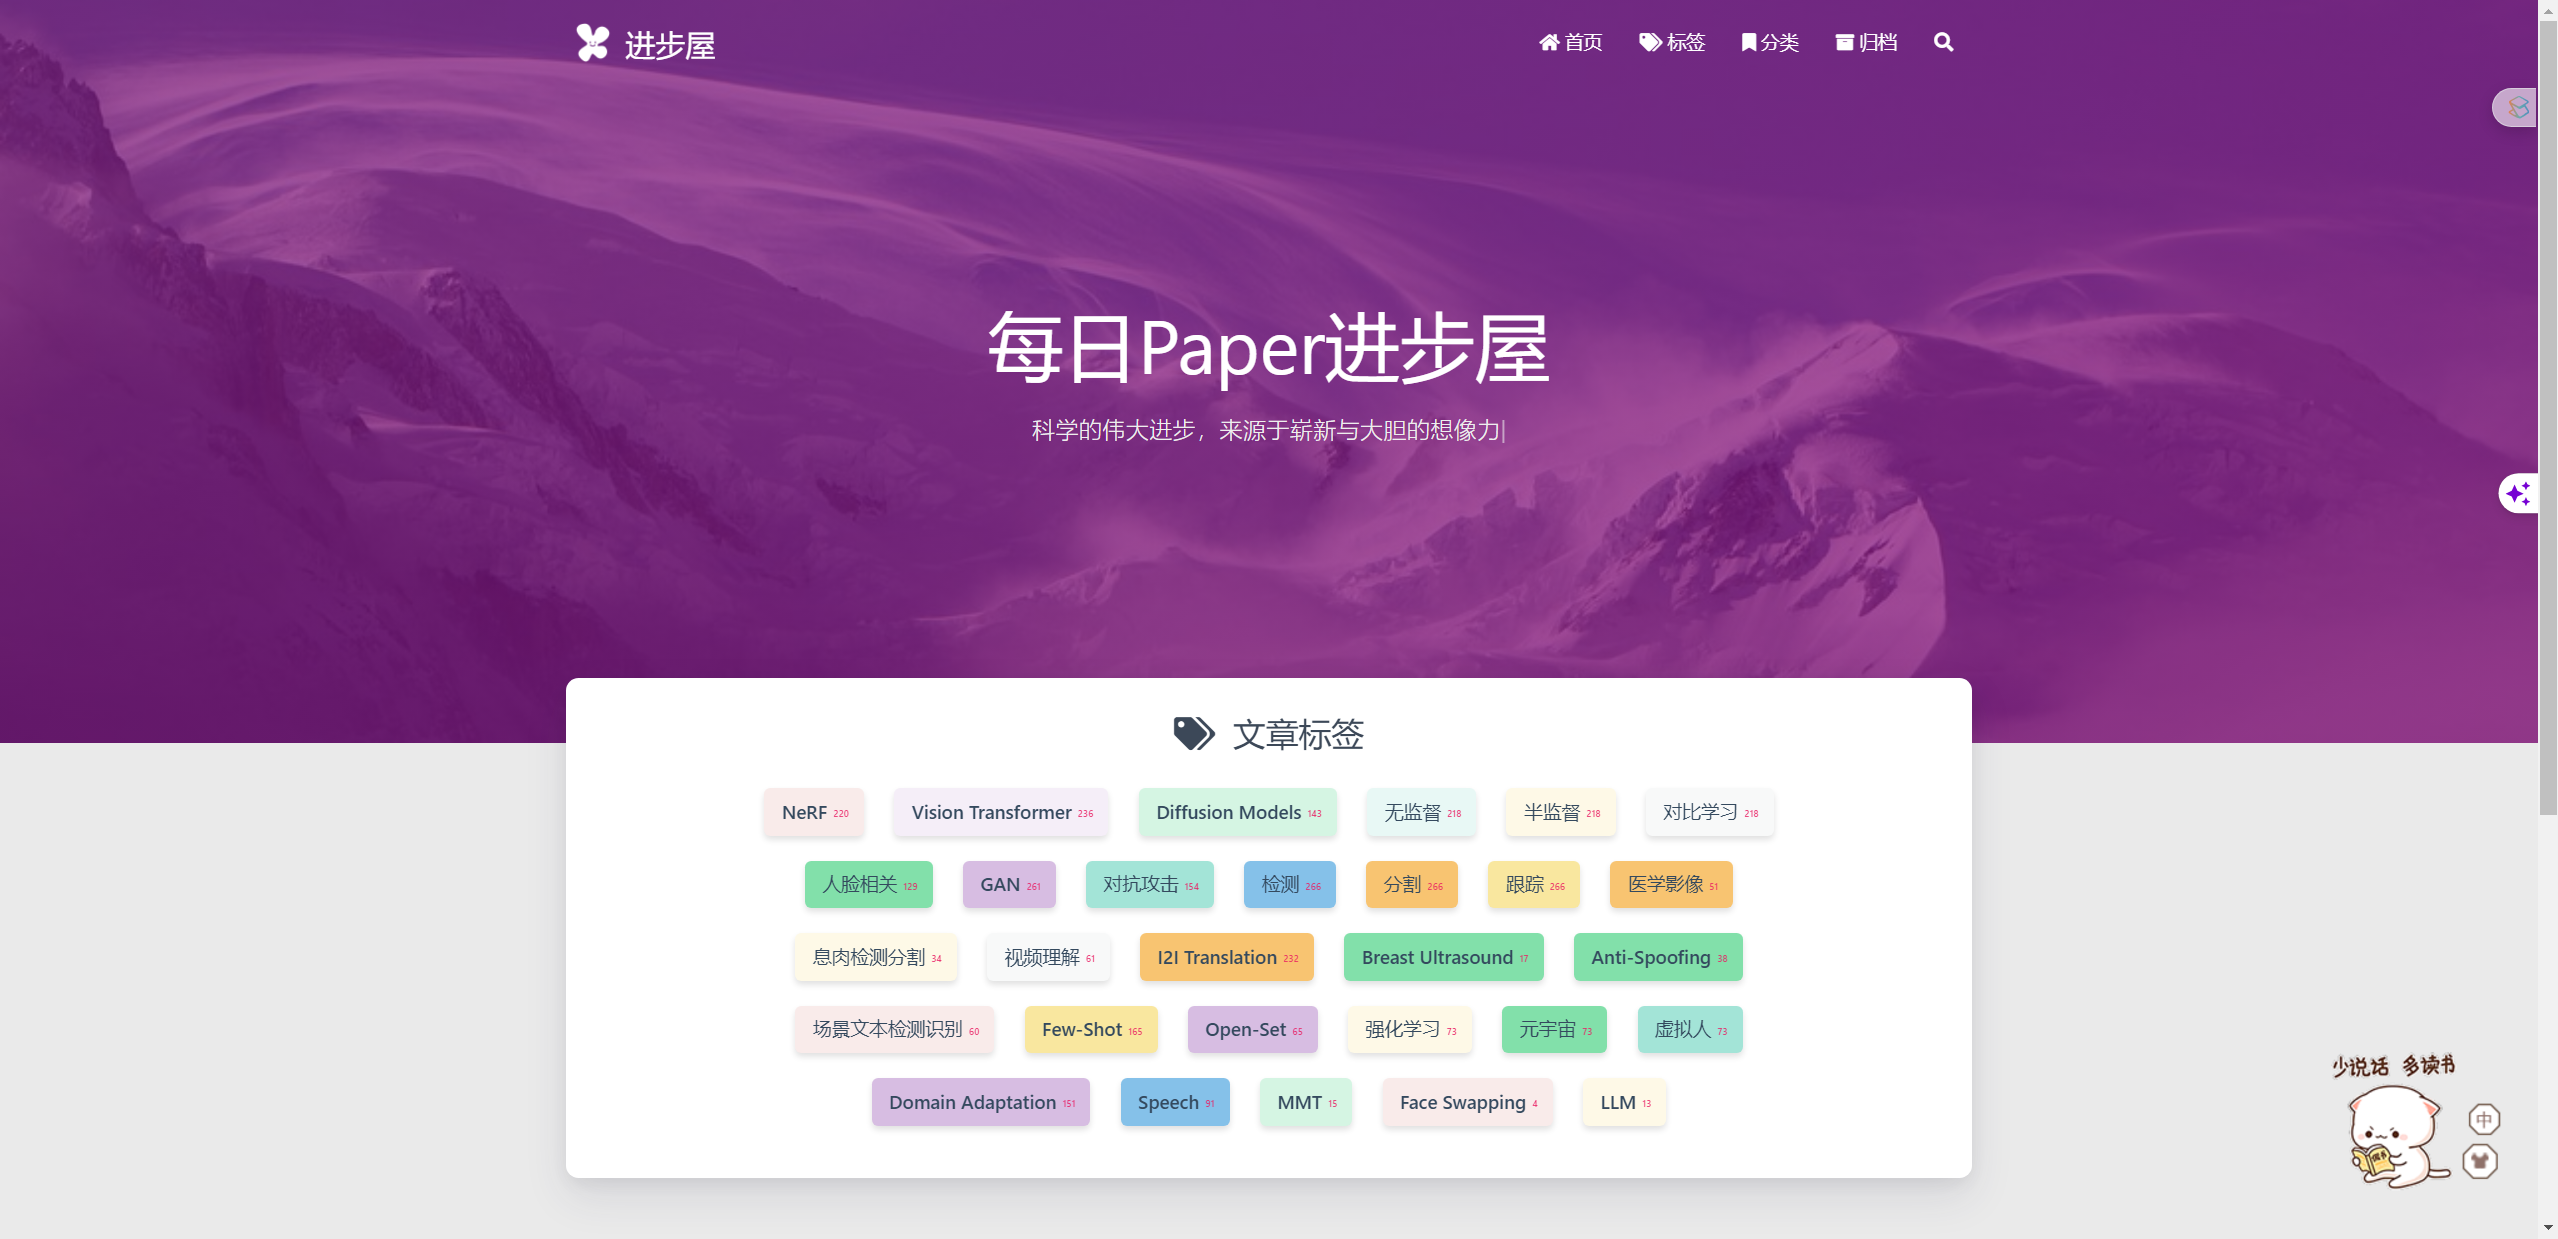 进步屋
首页 标签 分类 归档
每日Paper进步屋
科学的伟大进步，来源于崭新与大胆的想像力|
文章标签
NeRF 220 Vision Transformer 236 Diffusion Models 143 无监督 218 半监督 218 对比学习 218
人脸相关 129 GAN 261 对抗攻击 154 检测 266 分割 266 跟踪 266 医学影像 51
息肉检测分割 34 视频理解 61 I2I Translation 232 Breast Ultrasound 17 Anti-Spoofing 38
场景文本检测识别 60 Few-Shot 165 Open-Set 65 强化学习 73 元宇宙 73 虚拟人 73
Domain Adaptation 151 Speech 91 MMT 15 Face Swapping 4 LLM 13
少说话 多读书
中